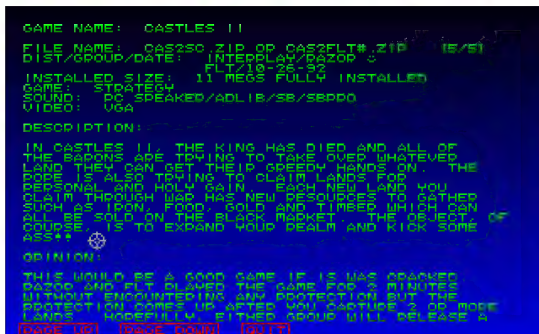 GAME NAME: CASTLES II
FILE NAME: CAS2SC.ZIP OR CAS2FLT#.ZIP (5/5)
DIST/GROUP/DATE: INTERPLAY/RAZOR
FLT/10-26-92
INSTALLED SIZE: 11 MEGS FULLY INSTALLED
GAME: STRATEGY
SOUND: PC SPEAKER/ADLIB/SB/SBPRO
VIDEO: VGA
DESCRIPTION:
IN CASTLES II, THE KING HAS DIED AND ALL OF
THE BARONS ARE TRYING TO TAKE OVER WHATEVER
LAND THEY CAN GET THEIR GREEDY HANDS ON. THE
POPE IS ALSO TRYING TO CLAIM LANDS FOR
PERSONAL AND HOLY GAIN. EACH NEW LAND YOU
CLAIM THROUGH WAR HAS NEW RESOURCES TO GATHER
SUCH AS IRON, FOOD, GOLD AND TIMBER WHICH CAN
ALL BE SOLD ON THE BLACK MARKET. THE OBJECT, OF
COURSE, IS TO EXPAND YOUR REALM AND KICK SOME
ASS!!
OPINION:
THIS WOULD BE A GOOD GAME IF IS WAS CRACKED.
RAZOR AND FLT PLAYED THE GAME FOR 2 MINUTES
WITHOUT ENCOUNTERING ANY PROTECTION BUT THE
PROTECTION COMES UP AFTER YOU CAPTURE 2 OR MORE
LANDS. HOPEFULLY, EITHER GROUP WILL RELEASE A
(PAGE UP) (PAGE DOWN) (QUIT)